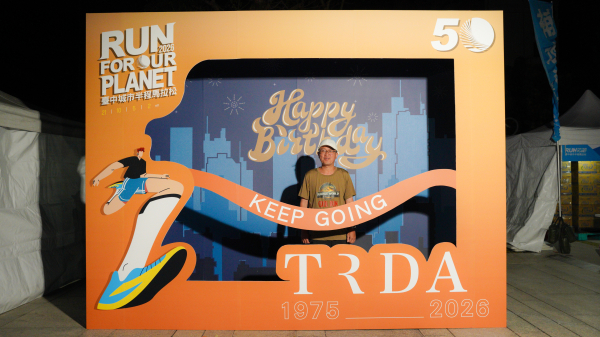 RUN
FOR OUR
2026
PLANET
臺中城市半程馬拉松
50
Happy
Birthday
KEEP GOING
TRDA
1975 2026